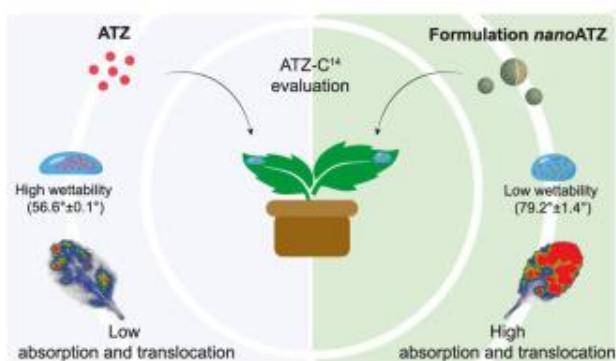 ATZ
ATZ-C¹⁴
evaluation
Formulation nanoATZ
High wettability
(56.6°±0.1°)
Low wettability
(79.2°±1.4°)
Low
absorption and translocation
High
absorption and translocation